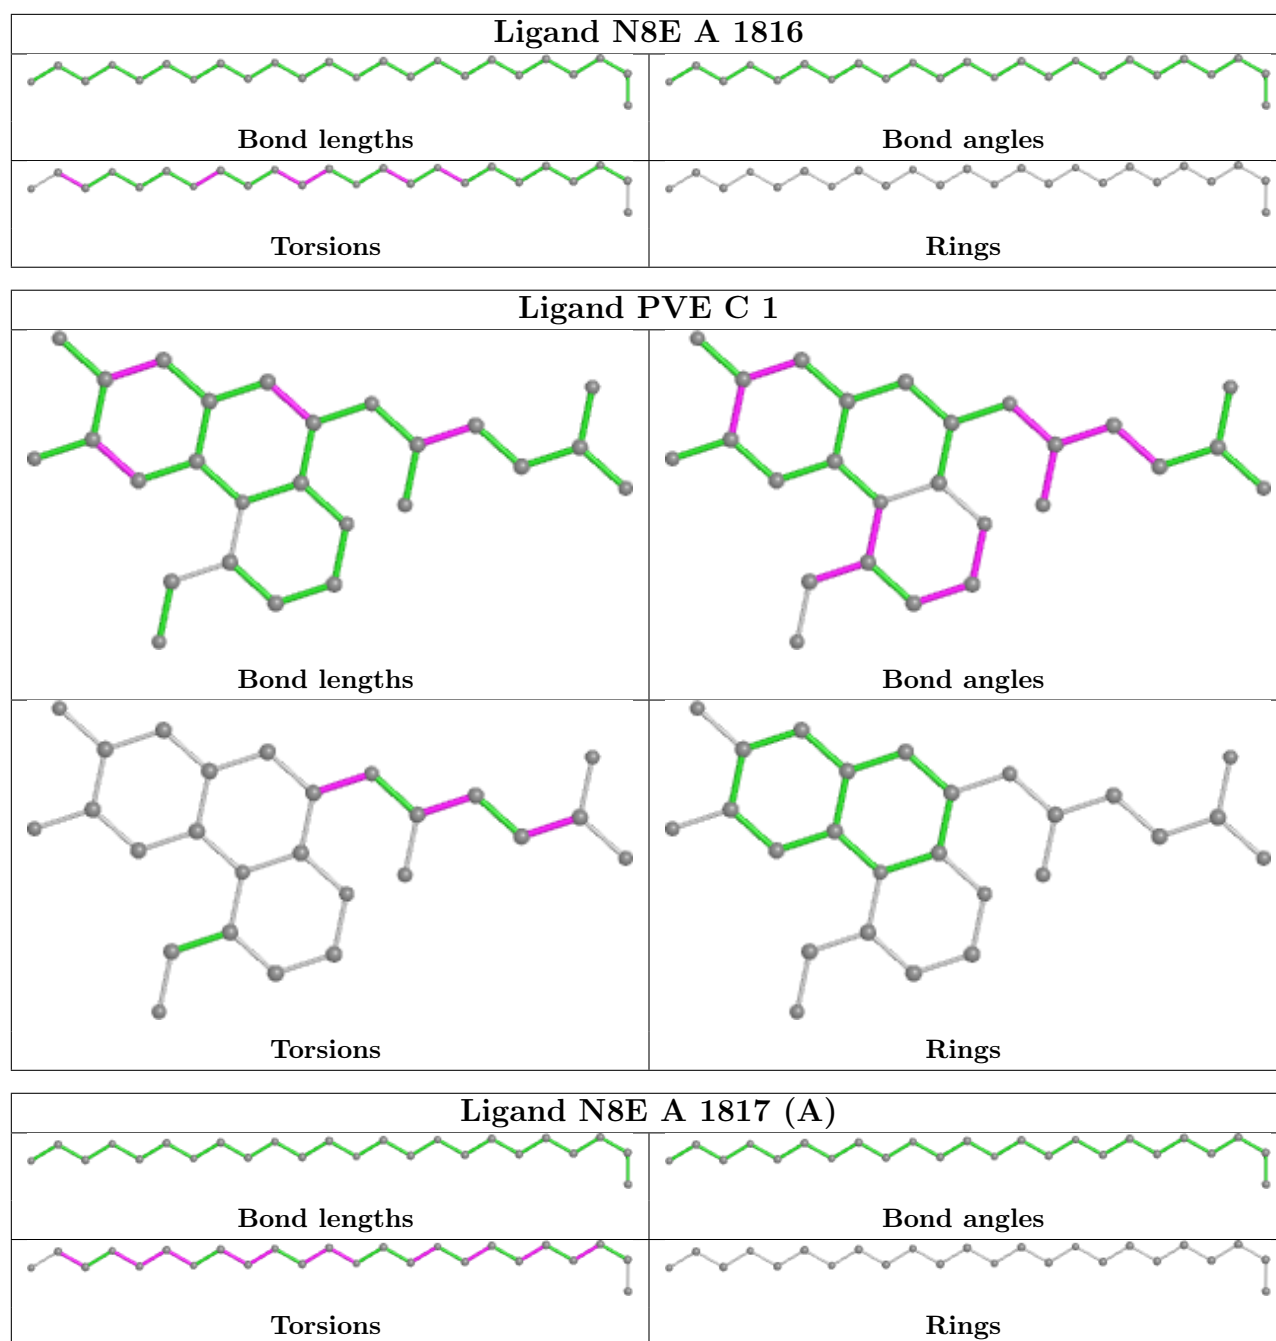 Ligand N8E A 1816
Bond lengths
Bond angles
Torsions
Rings
Ligand PVE C 1
Bond lengths
Bond angles
Torsions
Rings
Ligand N8E A 1817 (A)
Bond lengths
Bond angles
Torsions
Rings